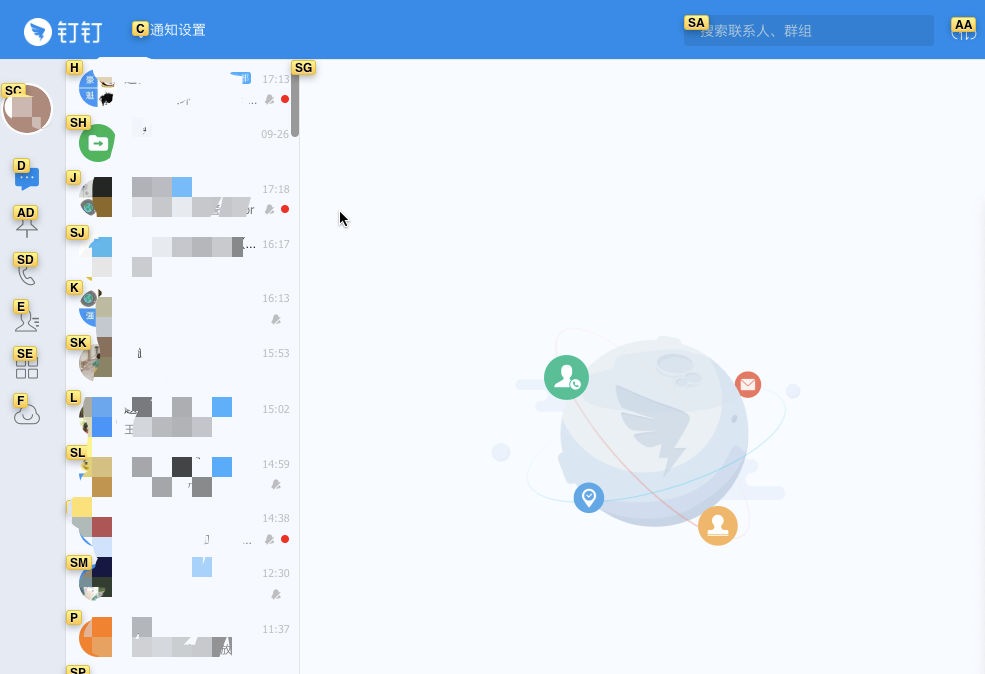 钉钉
C 通知设置
SA 搜索联系人、群组
AA
SC
H
17:13
...
SG
SH
09-26
D
J
17:18
or
AD
SJ
...
16:17
SD
K
16:13
E
SK
15:53
SE
L
15:02
王
F
SL
14:59
14:38
...
SM
12:30
P
11:37
SP